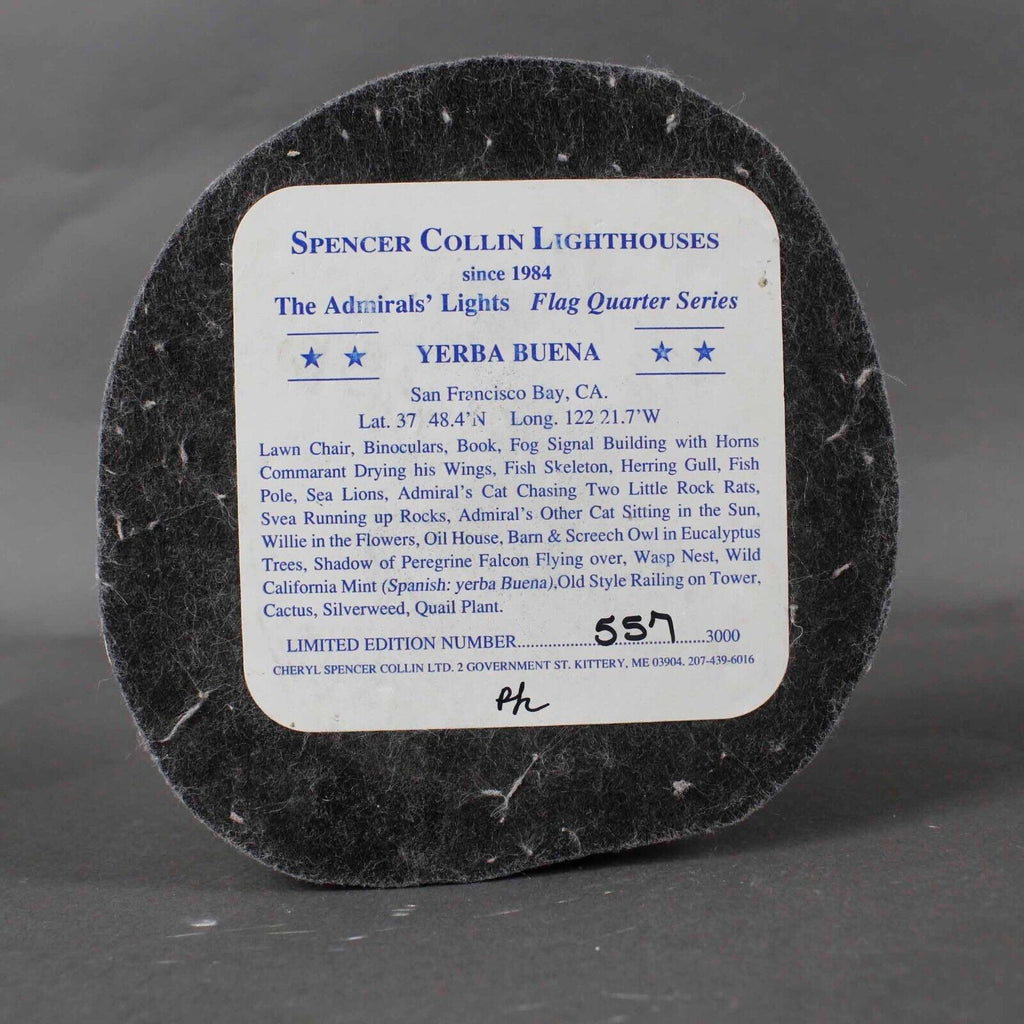 SPENCER COLLIN LIGHTHOUSES
since 1984
The Admirals' Lights Flag Quarter Series
YERBA BUENA
San Francisco Bay, CA.
Lat. 37 48.4'N Long. 122 21.7'W
Lawn Chair, Binoculars, Book, Fog Signal Building with Horns
Commarant Drying his Wings, Fish Skeleton, Herring Gull, Fish
Pole, Sea Lions, Admiral's Cat Chasing Two Little Rock Rats,
Svea Running up Rocks, Admiral's Other Cat Sitting in the Sun,
Willie in the Flowers, Oil House, Barn & Screech Owl in Eucalyptus
Trees, Shadow of Peregrine Falcon Flying over, Wasp Nest, Wild
California Mint (Spanish: yerba Buena),Old Style Railing on Tower,
Cactus, Silverweed, Quail Plant.
LIMITED EDITION NUMBER....................557......3000
CHERYL SPENCER COLLIN LTD. 2 GOVERNMENT ST. KITTERY, ME 03904. 207-439-6016